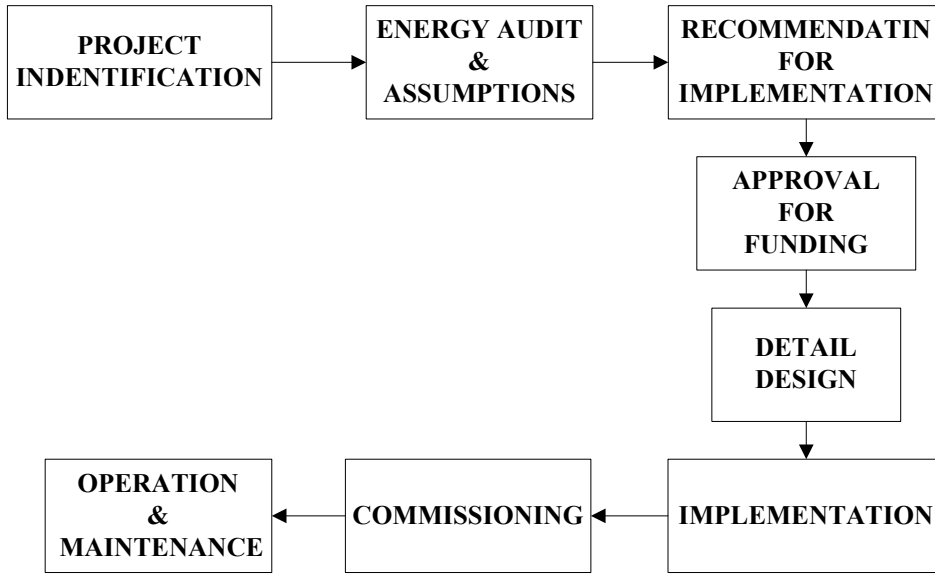 PROJECT
INDENTIFICATION
ENERGY AUDIT
&
ASSUMPTIONS
RECOMMENDATIN
FOR
IMPLEMENTATION
APPROVAL
FOR
FUNDING
DETAIL
DESIGN
IMPLEMENTATION
COMMISSIONING
OPERATION
&
MAINTENANCE